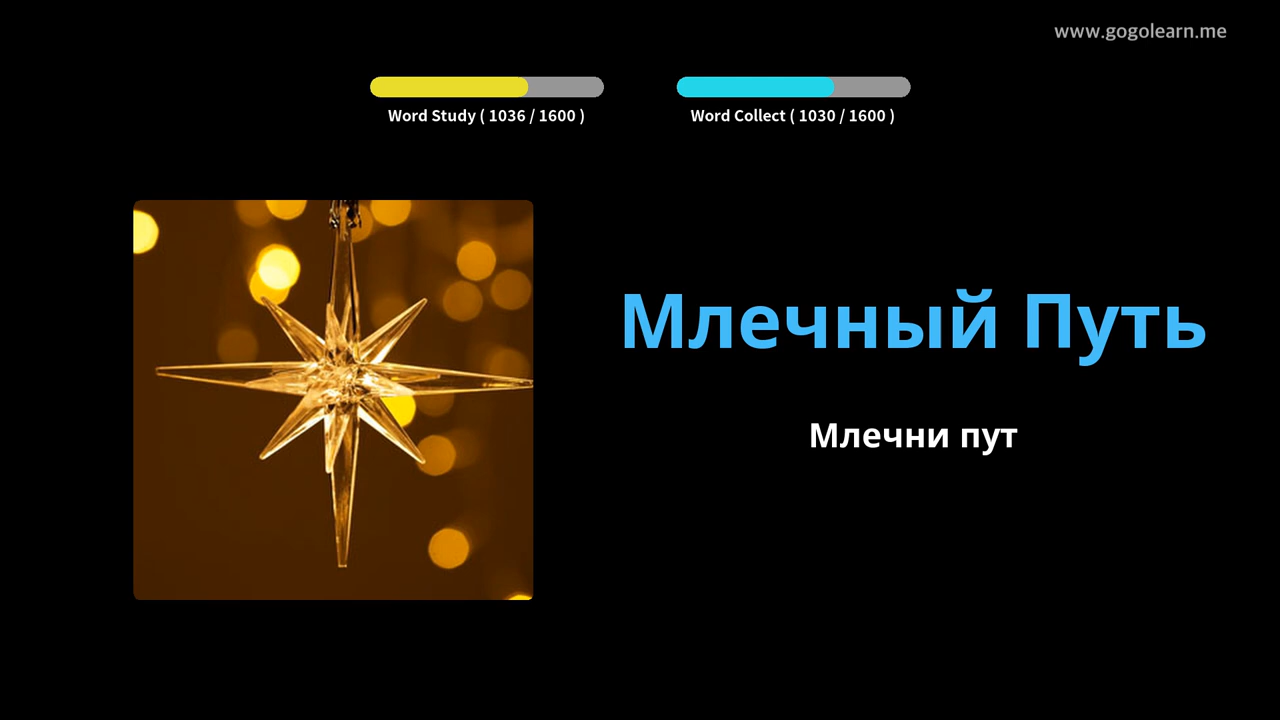 www.gogolearn.me
Word Study ( 1036 / 1600 )
Word Collect ( 1030 / 1600 )
Млечный Путь
Млечни пут